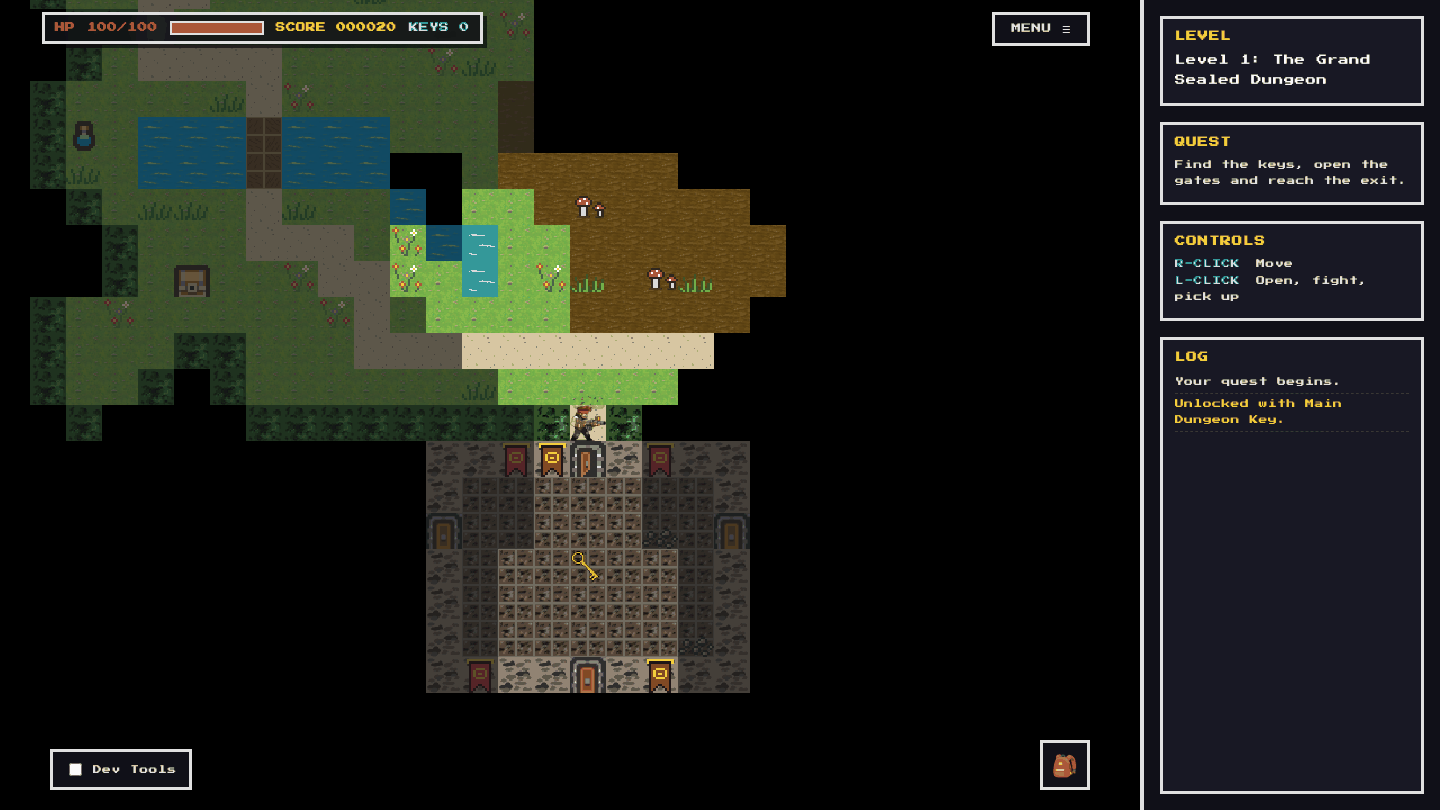 HP 100/100 SCORE 000020 KEYS 0
MENU ☰
LEVEL
Level 1: The Grand
Sealed Dungeon
QUEST
Find the keys, open the
gates and reach the exit.
CONTROLS
R-CLICK Move
L-CLICK Open, fight,
pick up
LOG
Your quest begins.
Unlocked with Main
Dungeon Key.
Dev Tools